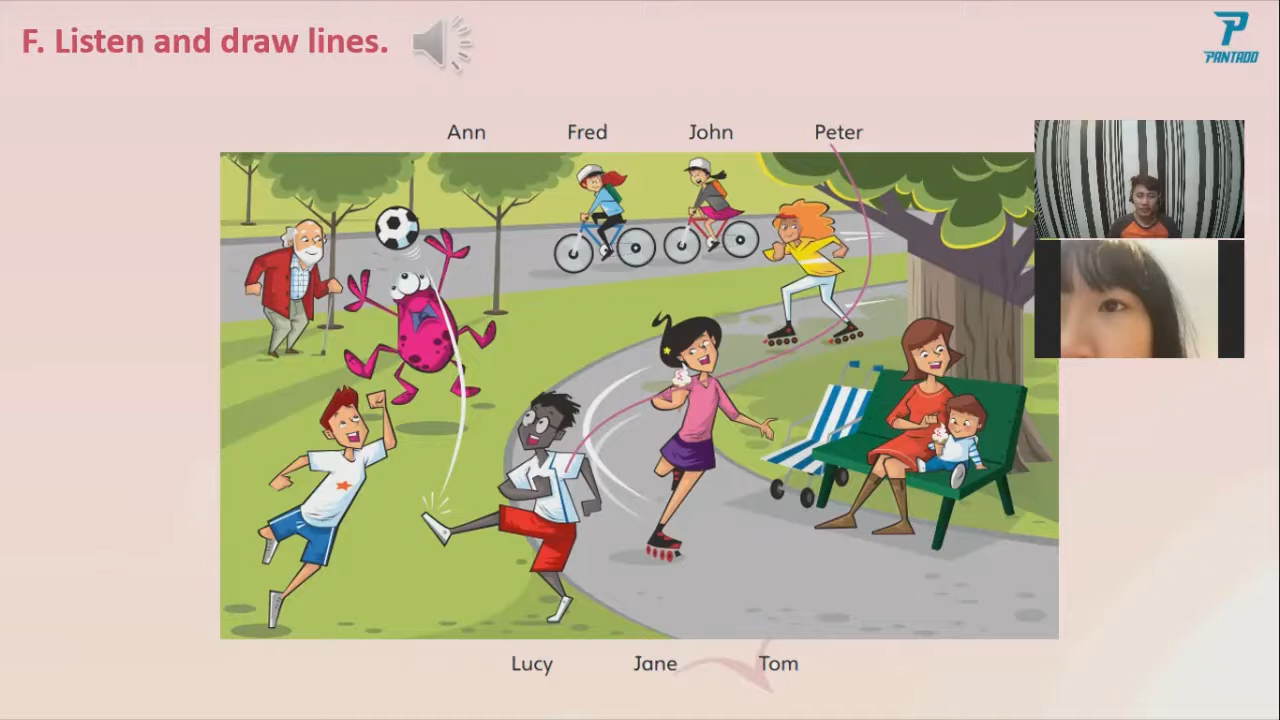 F. Listen and draw lines.
PANTADO
Ann Fred John Peter
Lucy Jane Tom